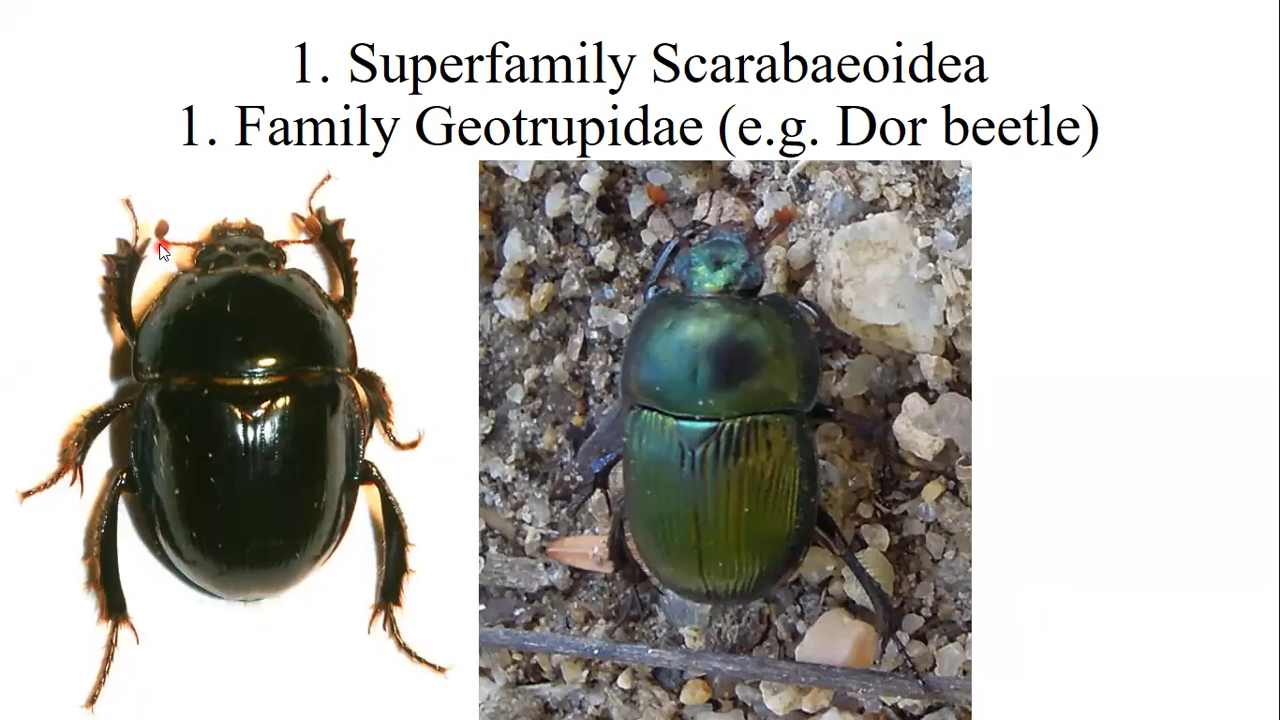 1. Superfamily Scarabaeoidea
1. Family Geotrupidae (e.g. Dor beetle)